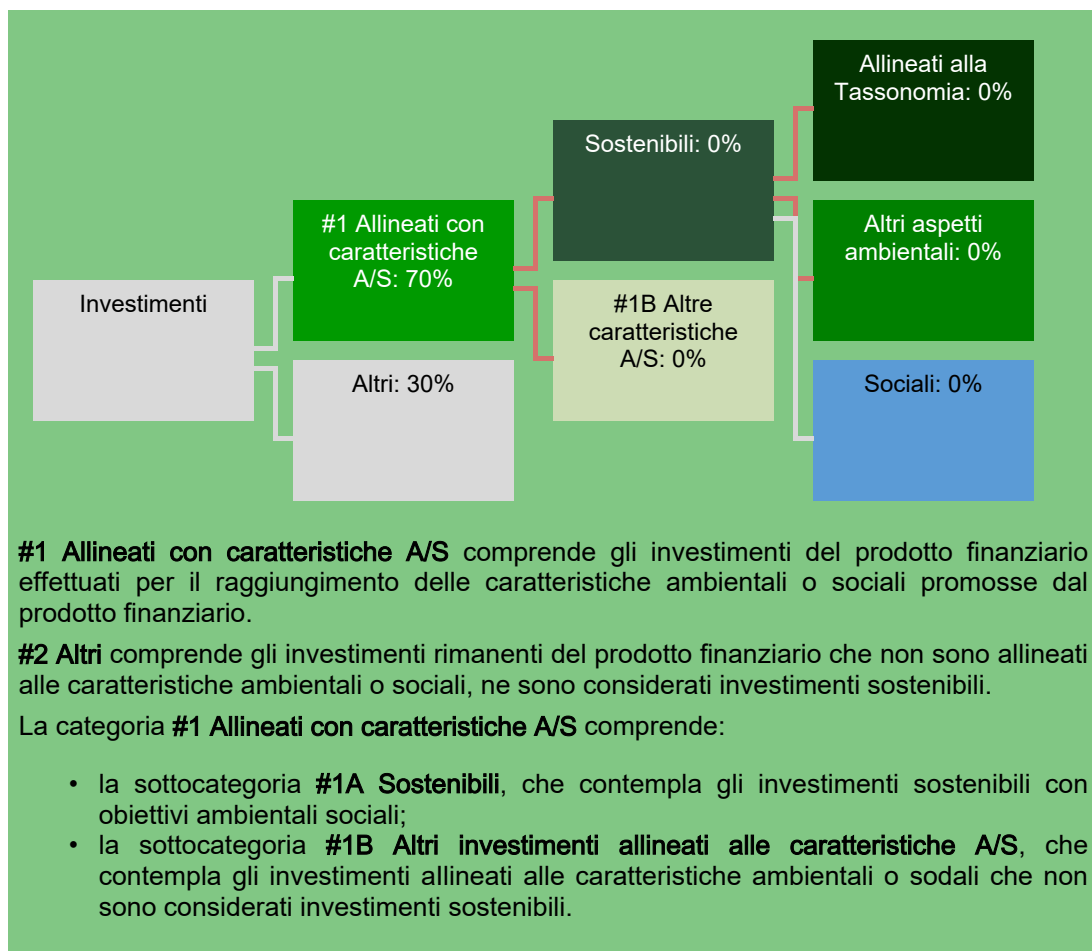 Allineati alla
Tassonomia: 0%
Sostenibili: 0%
#1 Allineati con
caratteristiche
A/S: 70%
Altri aspetti
ambientali: 0%
Investimenti
#1B Altre
caratteristiche
A/S: 0%
Altri: 30%
Sociali: 0%
#1 Allineati con caratteristiche A/S comprende gli investimenti del prodotto finanziario
effettuati per il raggiungimento delle caratteristiche ambientali o sociali promosse dal
prodotto finanziario.
#2 Altri comprende gli investimenti rimanenti del prodotto finanziario che non sono allineati
alle caratteristiche ambientali o sociali, ne sono considerati investimenti sostenibili.
La categoria #1 Allineati con caratteristiche A/S comprende:
• la sottocategoria #1A Sostenibili, che contempla gli investimenti sostenibili con
obiettivi ambientali sociali;
• la sottocategoria #1B Altri investimenti allineati alle caratteristiche A/S, che
contempla gli investimenti allineati alle caratteristiche ambientali o sodali che non
sono considerati investimenti sostenibili.